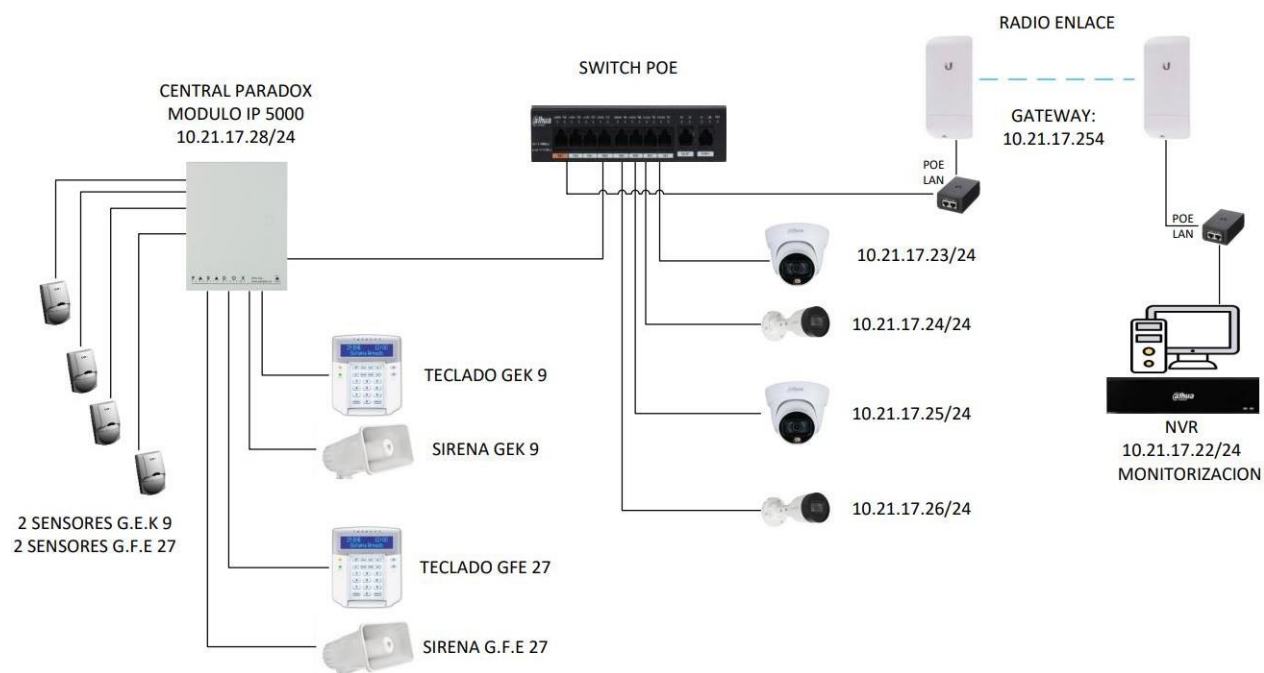 RADIO ENLACE
SWITCH POE
CENTRAL PARADOX
MODULO IP 5000
10.21.17.28/24
GATEWAY:
10.21.17.254
alhua
POE
LAN
POE
LAN
10.21.17.23/24
10.21.17.24/24
PARADOX
TECLADO GEK 9
10.21.17.25/24
alhua
NVR
10.21.17.22/24
MONITORIZACION
SIRENA GEK 9
10.21.17.26/24
2 SENSORES G.E.K 9
2 SENSORES G.F.E 27
TECLADO GFE 27
SIRENA G.F.E 27